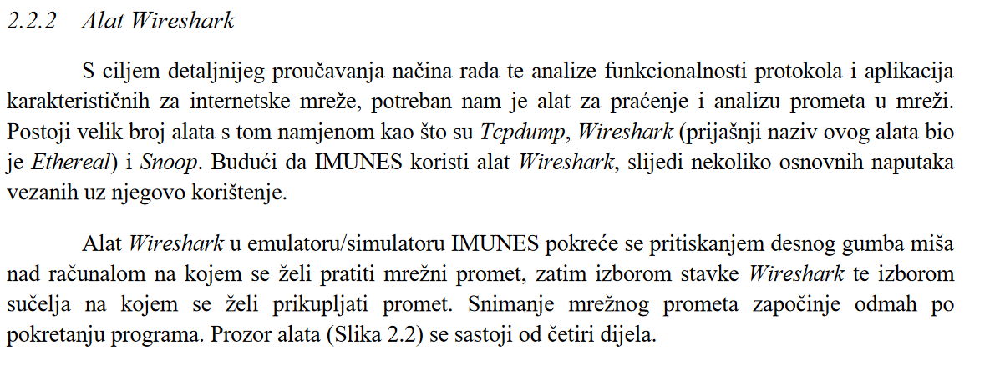 2.2.2 Alat Wireshark
S ciljem detaljnijeg proučavanja načina rada te analize funkcionalnosti protokola i aplikacija
karakterističnih za internetske mreže, potreban nam je alat za praćenje i analizu prometa u mreži.
Postoji velik broj alata s tom namjenom kao što su Tcpdump, Wireshark (prijašnji naziv ovog alata bio
je Ethereal) i Snoop. Budući da IMUNES koristi alat Wireshark, slijedi nekoliko osnovnih naputaka
vezanih uz njegovo korištenje.
Alat Wireshark u emulatoru/simulatoru IMUNES pokreće se pritiskanjem desnog gumba miša
nad računalom na kojem se želi pratiti mrežni promet, zatim izborom stavke Wireshark te izborom
sučelja na kojem se želi prikupljati promet. Snimanje mrežnog prometa započinje odmah po
pokretanju programa. Prozor alata (Slika 2.2) se sastoji od četiri dijela.